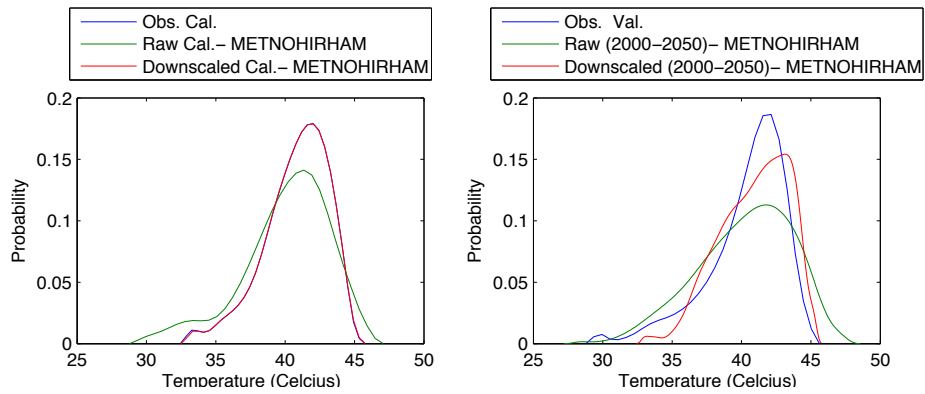 Obs. Cal.
Raw Cal.− METNOHIRHAM
Downscaled Cal.− METNOHIRHAM
0.2
0.15
0.1
0.05
0
25 30 35 40 45 50
Probability
Temperature (Celcius)
Obs. Val.
Raw (2000−2050)− METNOHIRHAM
Downscaled (2000−2050)− METNOHIRHAM
0.2
0.15
0.1
0.05
0
25 30 35 40 45 50
Probability
Temperature (Celcius)